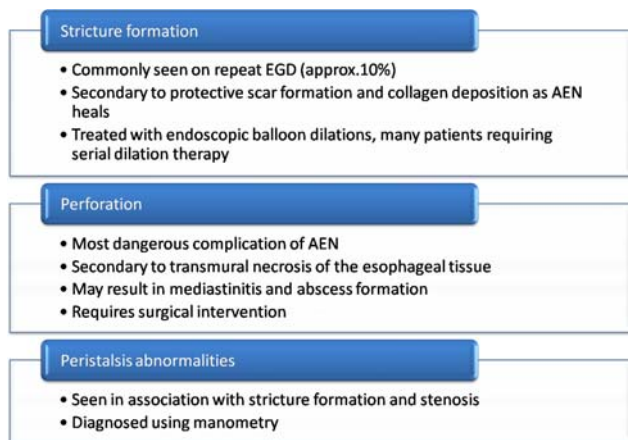 Stricture formation
• Commonly seen on repeat EGD (approx.10%)
• Secondary to protective scar formation and collagen deposition as AEN
heals
• Treated with endoscopic balloon dilations, many patients requiring
serial dilation therapy
Perforation
• Most dangerous complication of AEN
• Secondary to transmural necrosis of the esophageal tissue
• May result in mediastinitis and abscess formation
• Requires surgical intervention
Peristalsis abnormalities
• Seen in association with stricture formation and stenosis
• Diagnosed using manometry